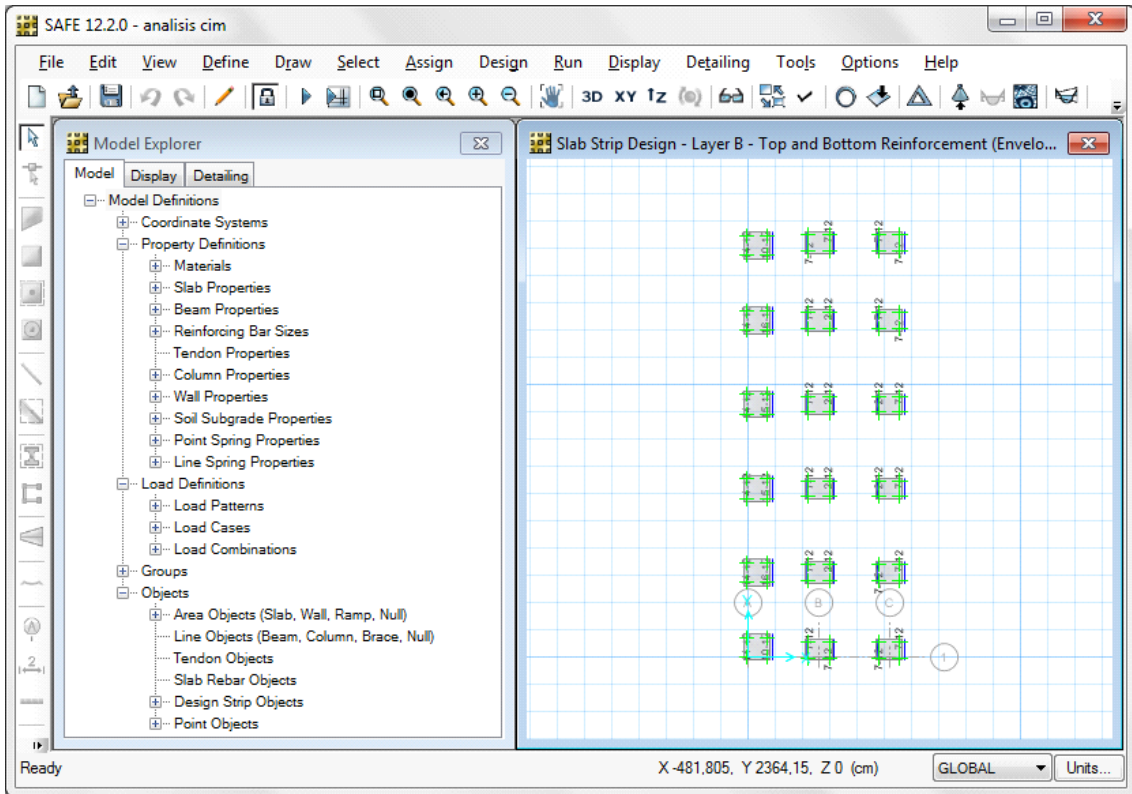 SAFE 12.2.0 - analisis cim
File Edit View Define Draw Select Assign Design Run Display Detailing Tools Options Help
3D XY
Model Explorer
Model Display Detailing
Model Definitions
Coordinate Systems
Property Definitions
Materials
Slab Properties
Beam Properties
Reinforcing Bar Sizes
Tendon Properties
Column Properties
Wall Properties
Soil Subgrade Properties
Point Spring Properties
Line Spring Properties
Load Definitions
Load Patterns
Load Cases
Load Combinations
Groups
Objects
Area Objects (Slab, Wall, Ramp, Null)
Line Objects (Beam, Column, Brace, Null)
Tendon Objects
Slab Rebar Objects
Design Strip Objects
Point Objects
Slab Strip Design - Layer B - Top and Bottom Reinforcement (Envelo...
B C
1
Ready
X -481,805, Y 2364,15, Z 0 (cm)
GLOBAL
Units...